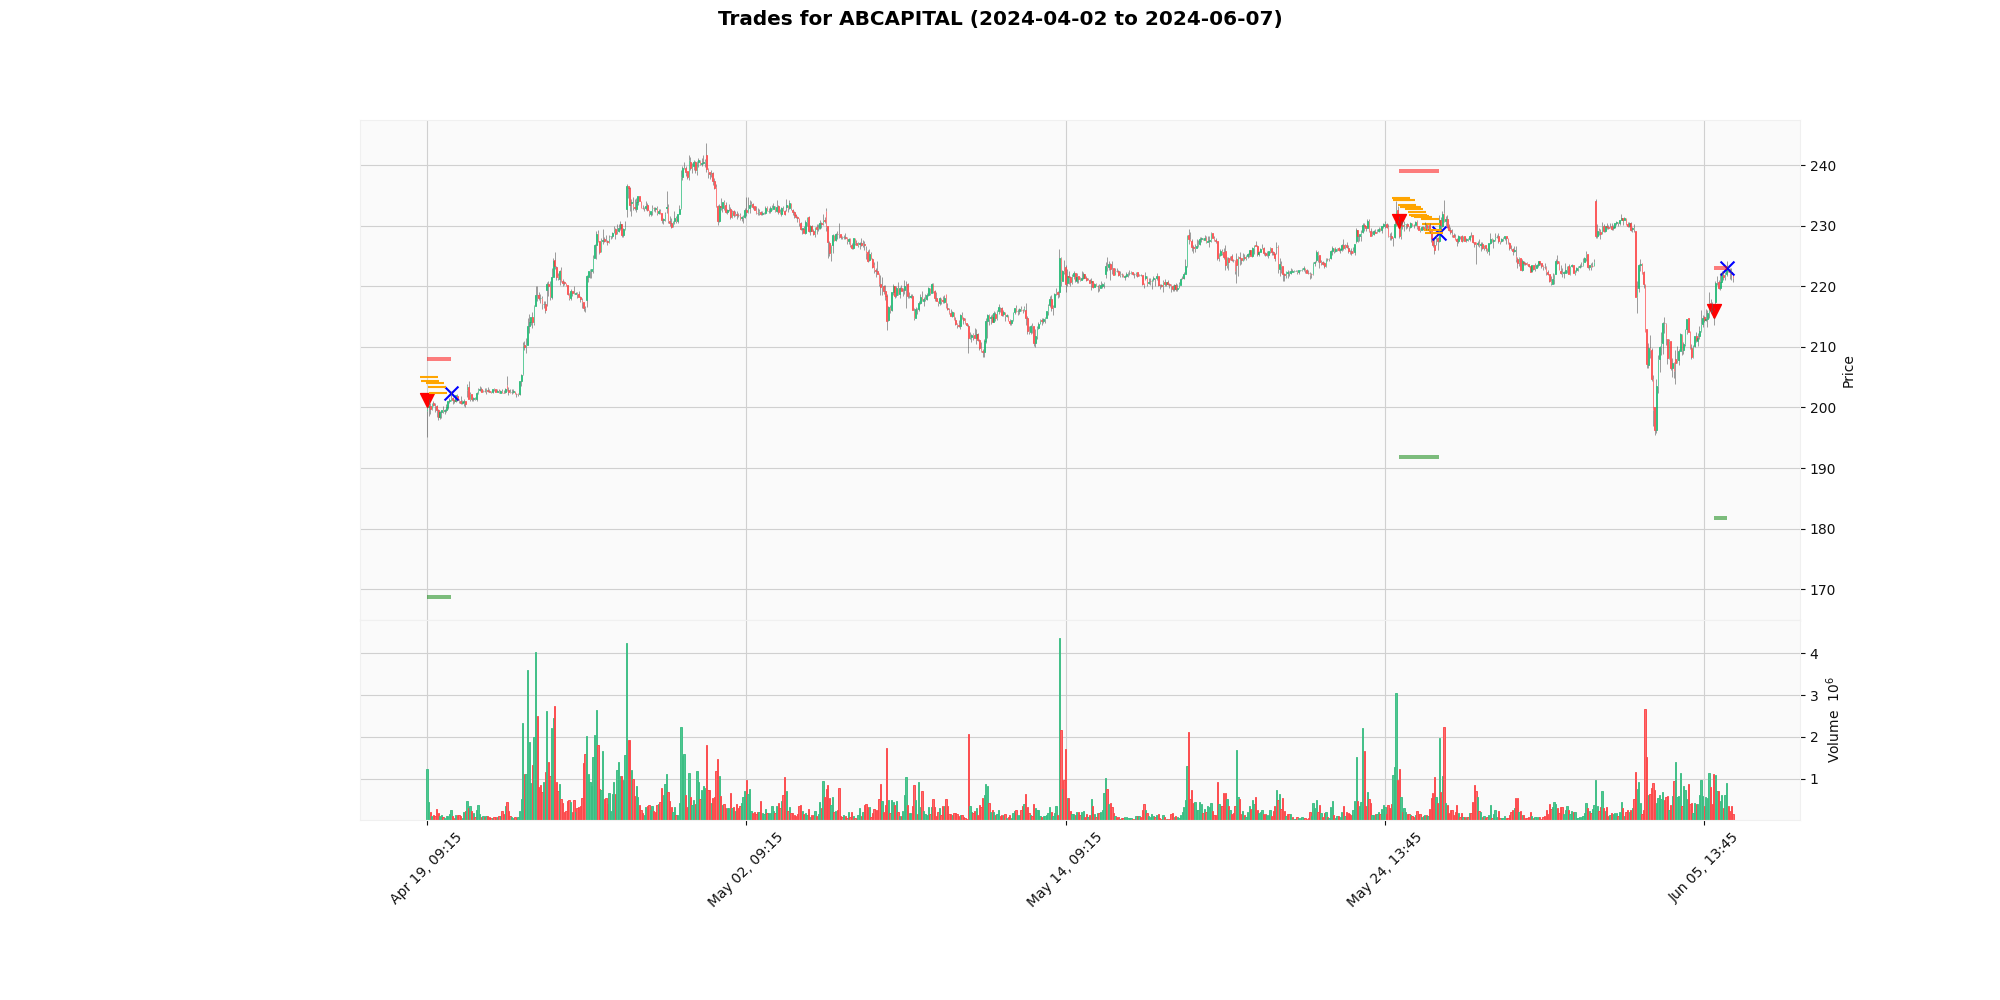 Trades for ABCAPITAL (2024-04-02 to 2024-06-07)
240
230
220
210
200
190
180
170
Price
4
3
2
1
Volume 10^6
Apr 19, 09:15
May 02, 09:15
May 14, 09:15
May 24, 13:45
Jun 05, 13:45